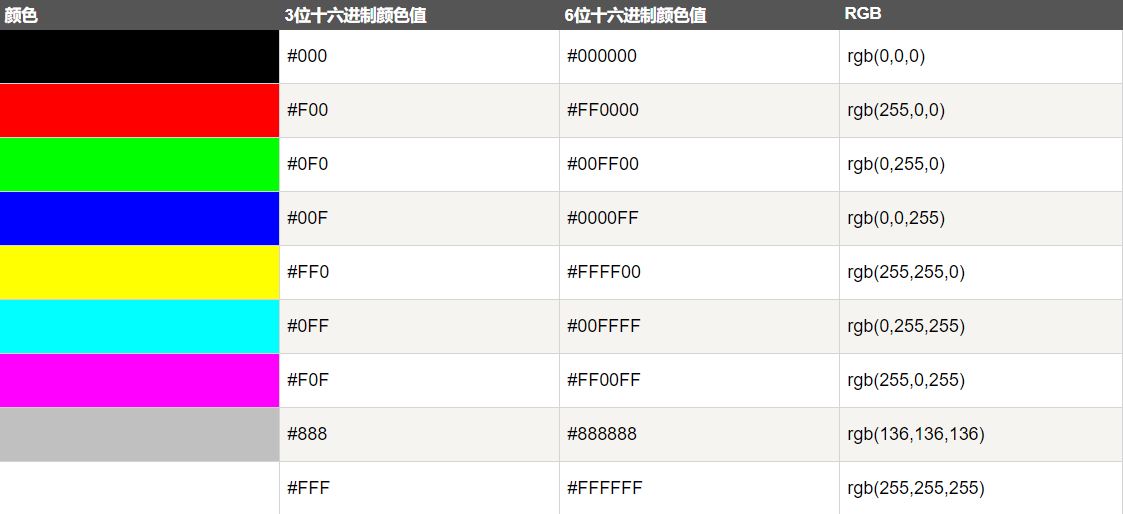 颜色 3位十六进制颜色值 6位十六进制颜色值 RGB
#000 #000000 rgb(0,0,0)
#F00 #FF0000 rgb(255,0,0)
#0F0 #00FF00 rgb(0,255,0)
#00F #0000FF rgb(0,0,255)
#FF0 #FFFF00 rgb(255,255,0)
#0FF #00FFFF rgb(0,255,255)
#F0F #FF00FF rgb(255,0,255)
#888 #888888 rgb(136,136,136)
#FFF #FFFFFF rgb(255,255,255)